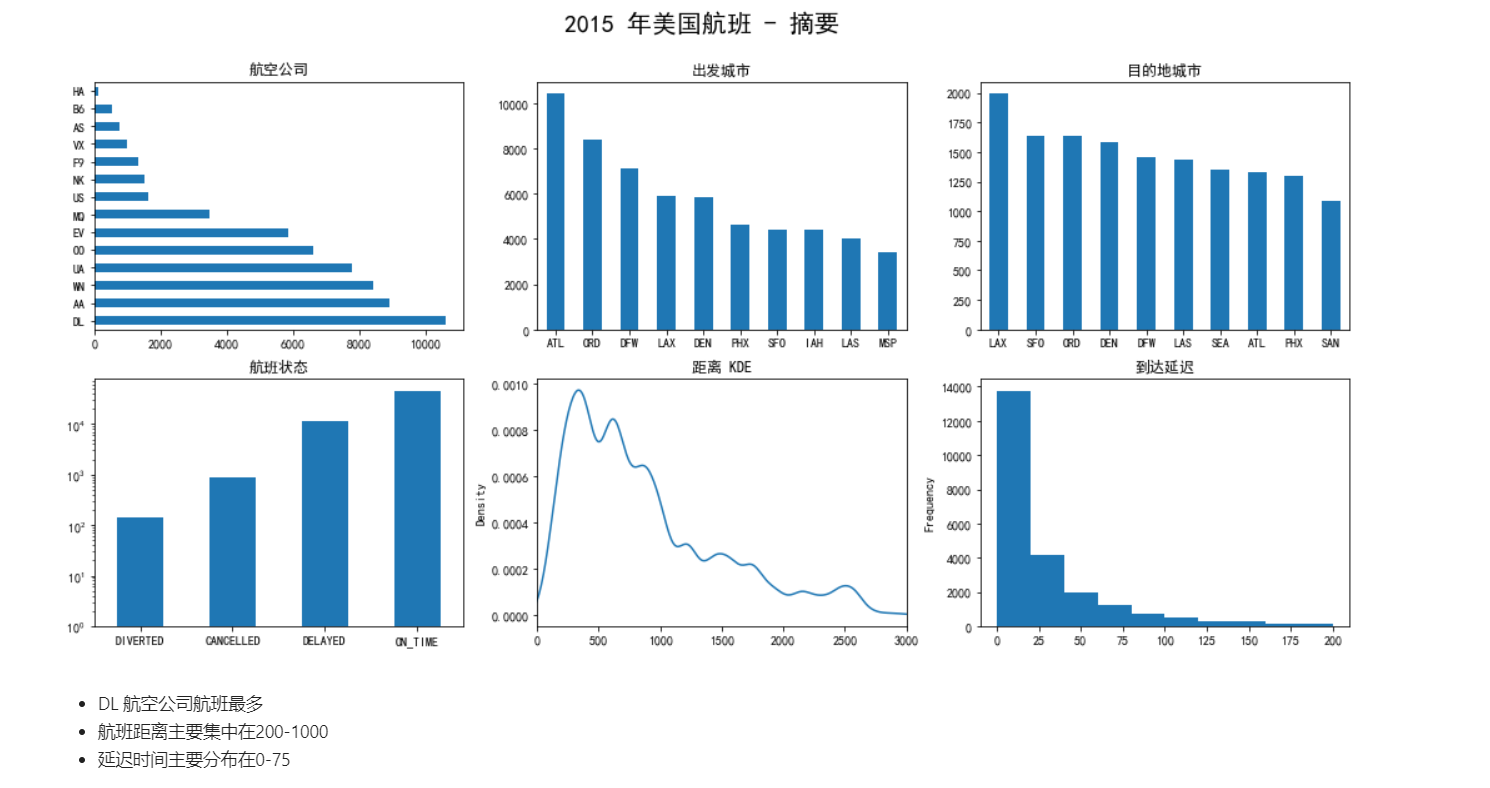 2015 年美国航班 - 摘要
航空公司
HA
B6
AS
VX
F9
NK
US
MQ
EV
OO
UA
WN
AA
DL
0 2000 4000 6000 8000 10000
出发城市
10000
8000
6000
4000
2000
0
ATL ORD DFW LAX DEN PHX SFO IAH LAS MSP
目的地城市
2000
1750
1500
1250
1000
750
500
250
0
LAX SFO ORD DEN DFW LAS SEA ATL PHX SAN
航班状态
10⁴
10³
10²
10¹
10⁰
DIVERTED CANCELLED DELAYED ON_TIME
距离 KDE
Density
0.0010
0.0008
0.0006
0.0004
0.0002
0.0000
0 500 1000 1500 2000 2500 3000
到达延迟
Frequency
14000
12000
10000
8000
6000
4000
2000
0
0 25 50 75 100 125 150 175 200
• DL 航空公司航班最多
• 航班距离主要集中在200-1000
• 延迟时间主要分布在0-75